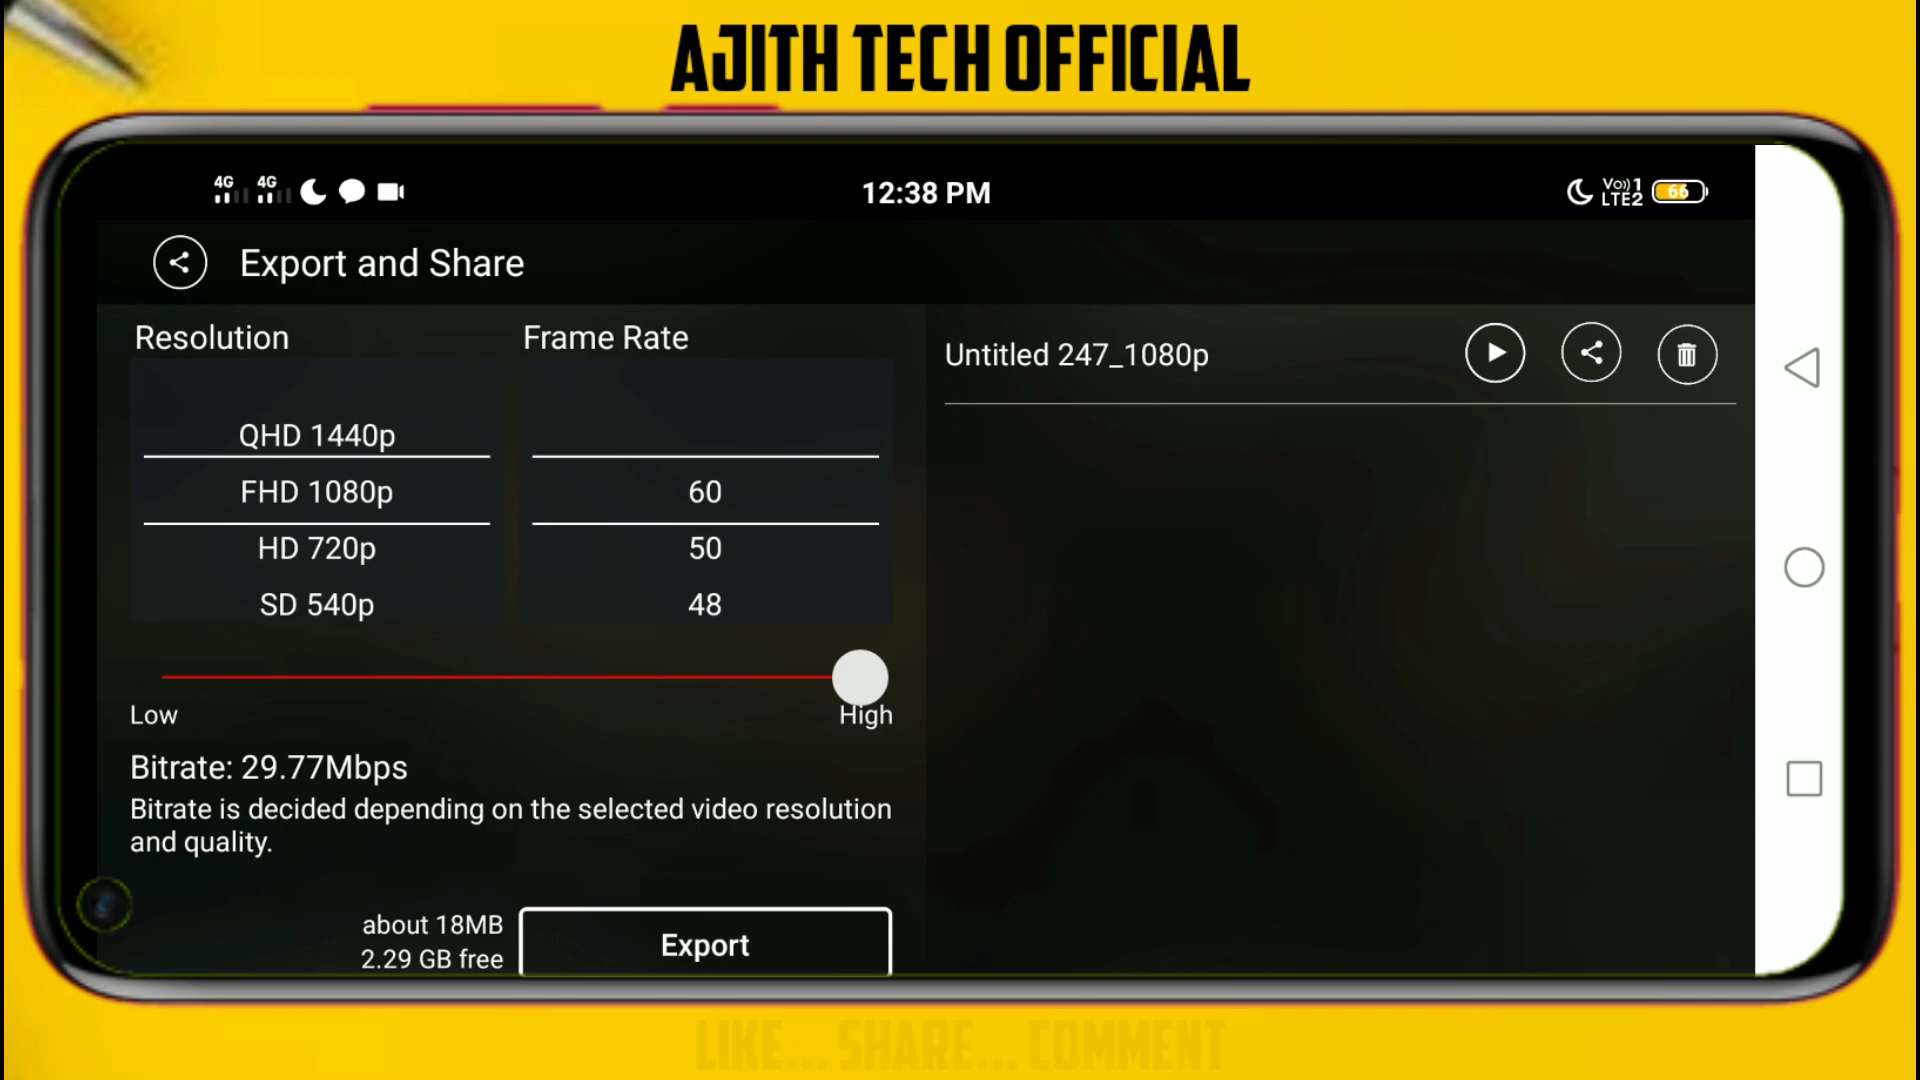 AJITH TECH OFFICIAL
4G 4G
12:38 PM
Vo)) 1
LTE2
66
Export and Share
Resolution
Frame Rate
QHD 1440p
FHD 1080p
HD 720p
SD 540p
60
50
48
Untitled 247_1080p
Low
High
Bitrate: 29.77Mbps
Bitrate is decided depending on the selected video resolution
and quality.
about 18MB
2.29 GB free
Export
LIKE... SHARE... COMMENT